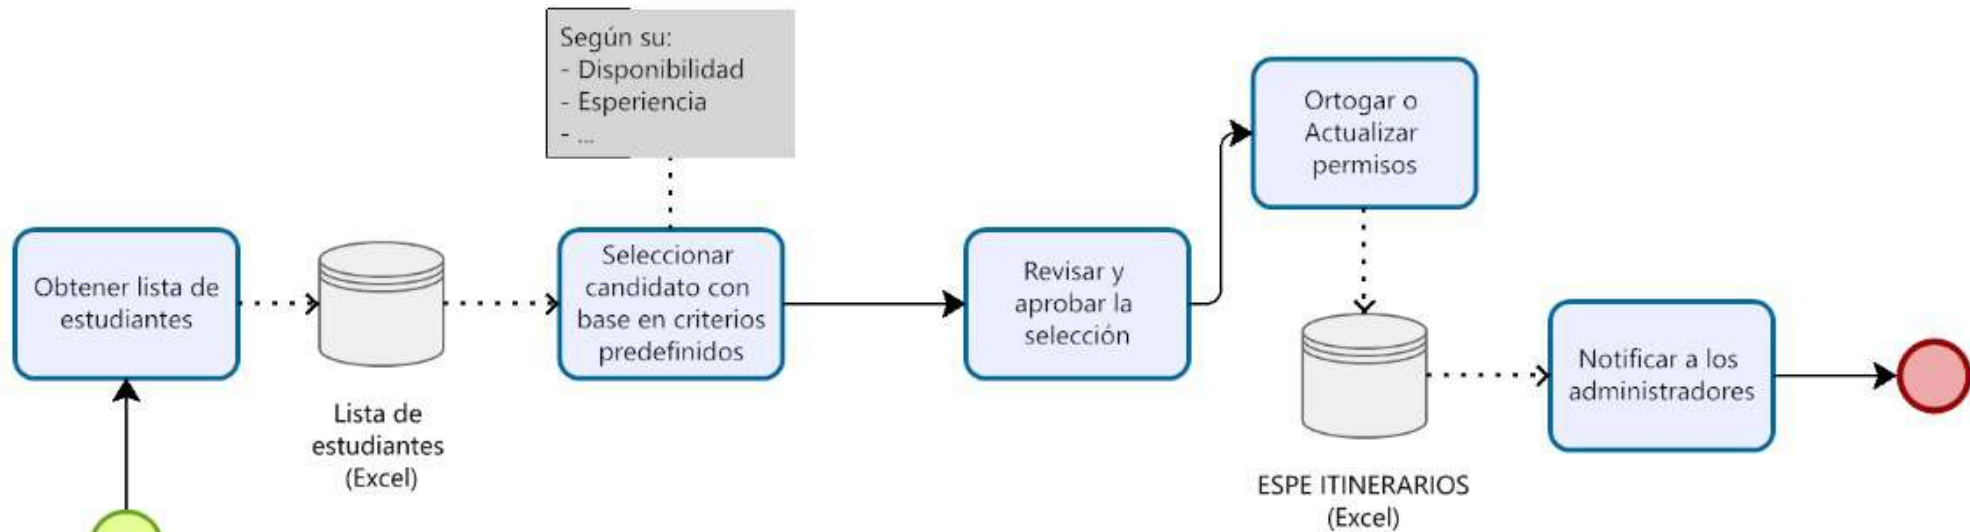 Según su:
- Disponibilidad
- Esperiencia
- ...
Ortogar o
Actualizar
permisos
Obtener lista de
estudiantes
Seleccionar
candidato con
base en criterios
predefinidos
Revisar y
aprobar la
selección
Notificar a los
administradores
Lista de
estudiantes
(Excel)
ESPE ITINERARIOS
(Excel)